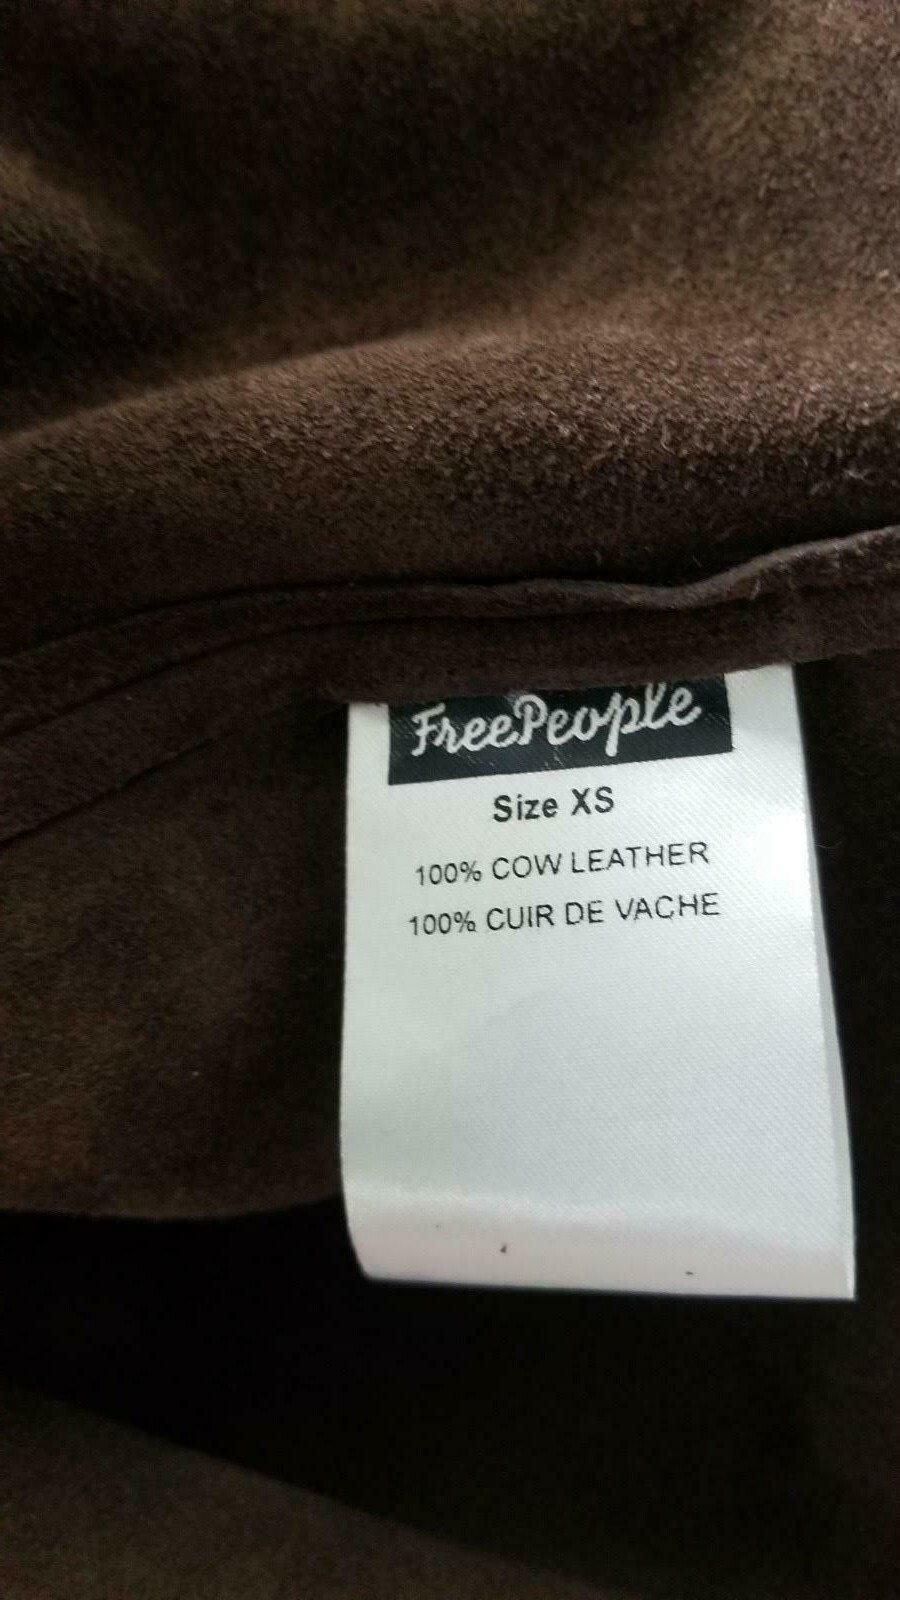 FreePeople
Size XS
100% COW LEATHER
100% CUIR DE VACHE